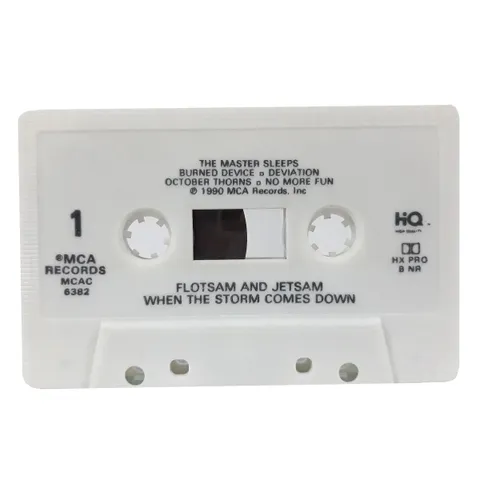 THE MASTER SLEEPS
BURNED DEVICE □ DEVIATION
OCTOBER THORNS □ NO MORE FUN
℗ 1990 MCA Records, Inc
1
®MCA
RECORDS
MCAC
6382
HiQ
HX PRO
B NR
FLOTSAM AND JETSAM
WHEN THE STORM COMES DOWN